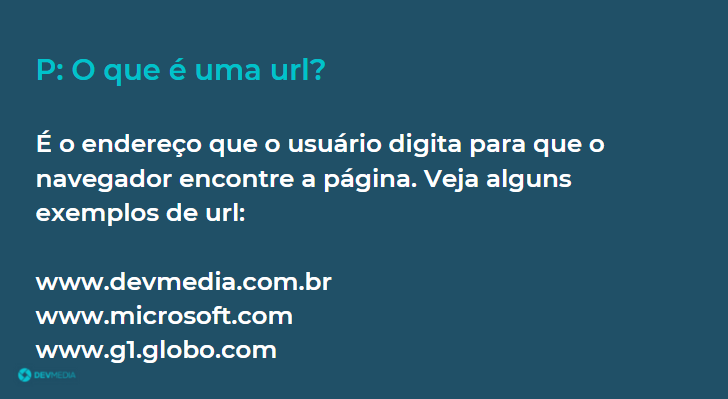 P: O que é uma url?
É o endereço que o usuário digita para que o
navegador encontre a página. Veja alguns
exemplos de url:
www.devmedia.com.br
www.microsoft.com
www.g1.globo.com
DEVMEDIA